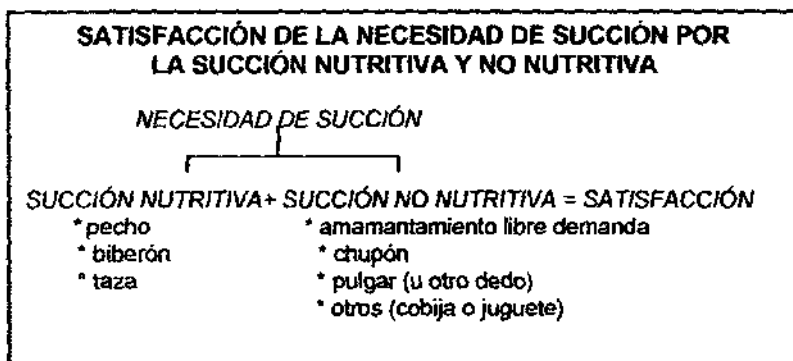 SATISFACCIÓN DE LA NECESIDAD DE SUCCIÓN POR
LA SUCCIÓN NUTRITIVA Y NO NUTRITIVA
NECESIDAD DE SUCCIÓN
SUCCIÓN NUTRITIVA+ SUCCIÓN NO NUTRITIVA = SATISFACCIÓN
* pecho * amamantamiento libre demanda
* biberón * chupón
* taza * pulgar (u otro dedo)
* otros (cobija o juguete)